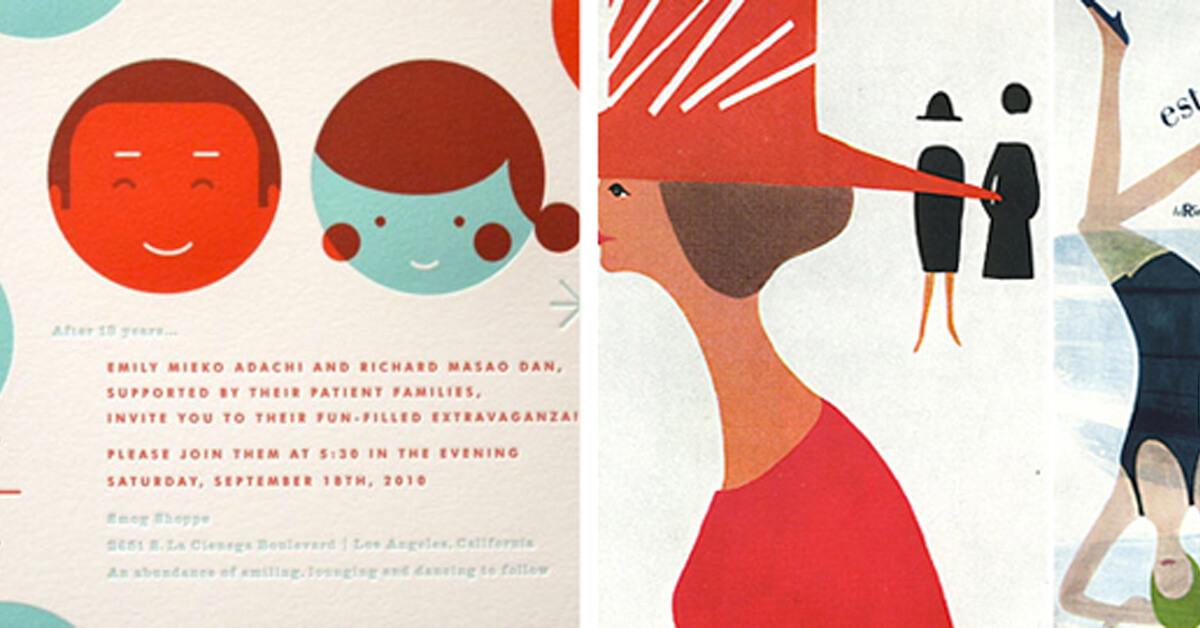 After 18 years...
EMILY MIEKO ADACHI AND RICHARD MASAO DAN,
SUPPORTED BY THEIR PATIENT FAMILIES,
INVITE YOU TO THEIR FUN-FILLED EXTRAVAGANZA!
PLEASE JOIN THEM AT 5:30 IN THE EVENING
SATURDAY, SEPTEMBER 18TH, 2010
Smog Shoppe
2651 S. La Cienega Boulevard | Los Angeles, California
An abundance of smiling, lounging and dancing to follow
est